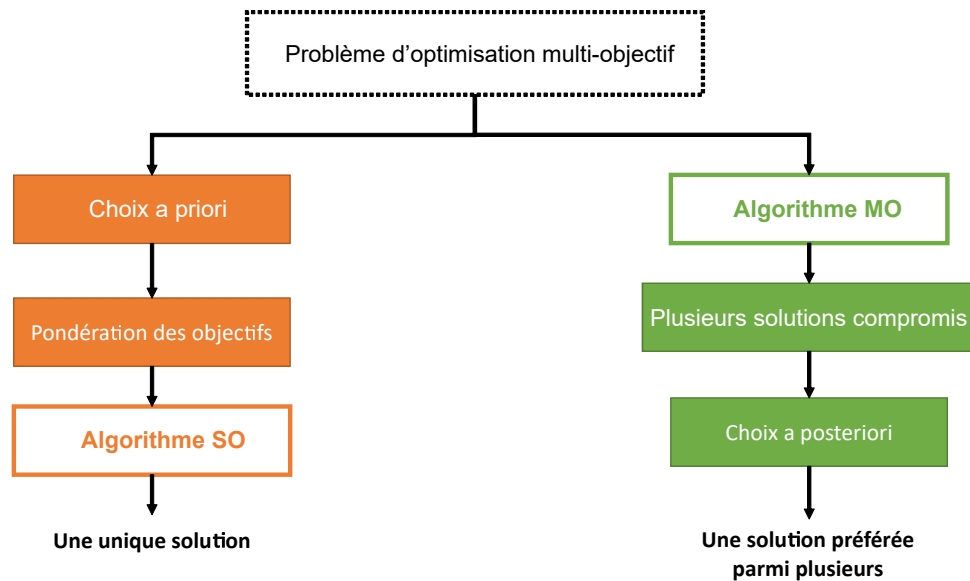 Problème d'optimisation multi-objectif
Choix a priori
Pondération des objectifs
Algorithme SO
Une unique solution
Algorithme MO
Plusieurs solutions compromis
Choix a posteriori
Une solution préférée
parmi plusieurs